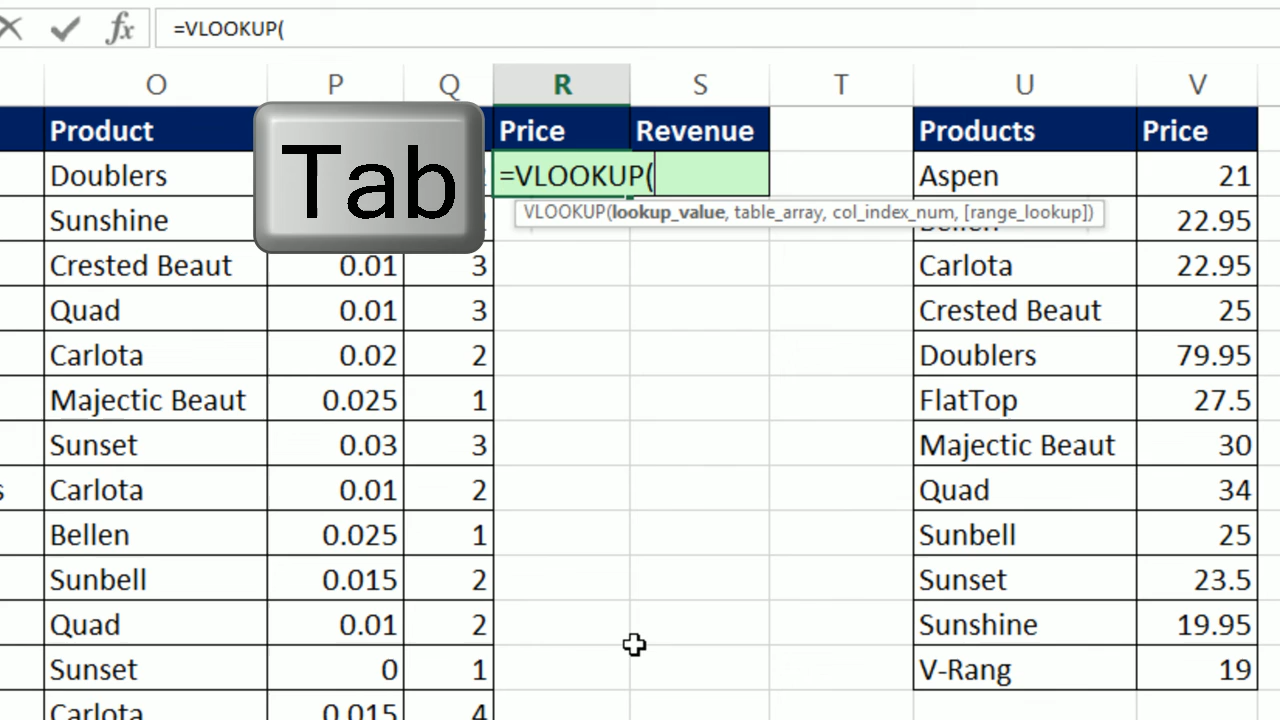 =VLOOKUP(
O P Q R S T U V
Product Price Revenue Products Price
Tab
Doublers =VLOOKUP( Aspen 21
VLOOKUP(lookup_value, table_array, col_index_num, [range_lookup])
Sunshine 22.95
Crested Beaut 0.01 3 Carlota 22.95
Quad 0.01 3 Crested Beaut 25
Carlota 0.02 2 Doublers 79.95
Majectic Beaut 0.025 1 FlatTop 27.5
Sunset 0.03 3 Majectic Beaut 30
s Carlota 0.01 2 Quad 34
Bellen 0.025 1 Sunbell 25
Sunbell 0.015 2 Sunset 23.5
Quad 0.01 2 Sunshine 19.95
Sunset 0 1 V-Rang 19
Carlota 0.015 4